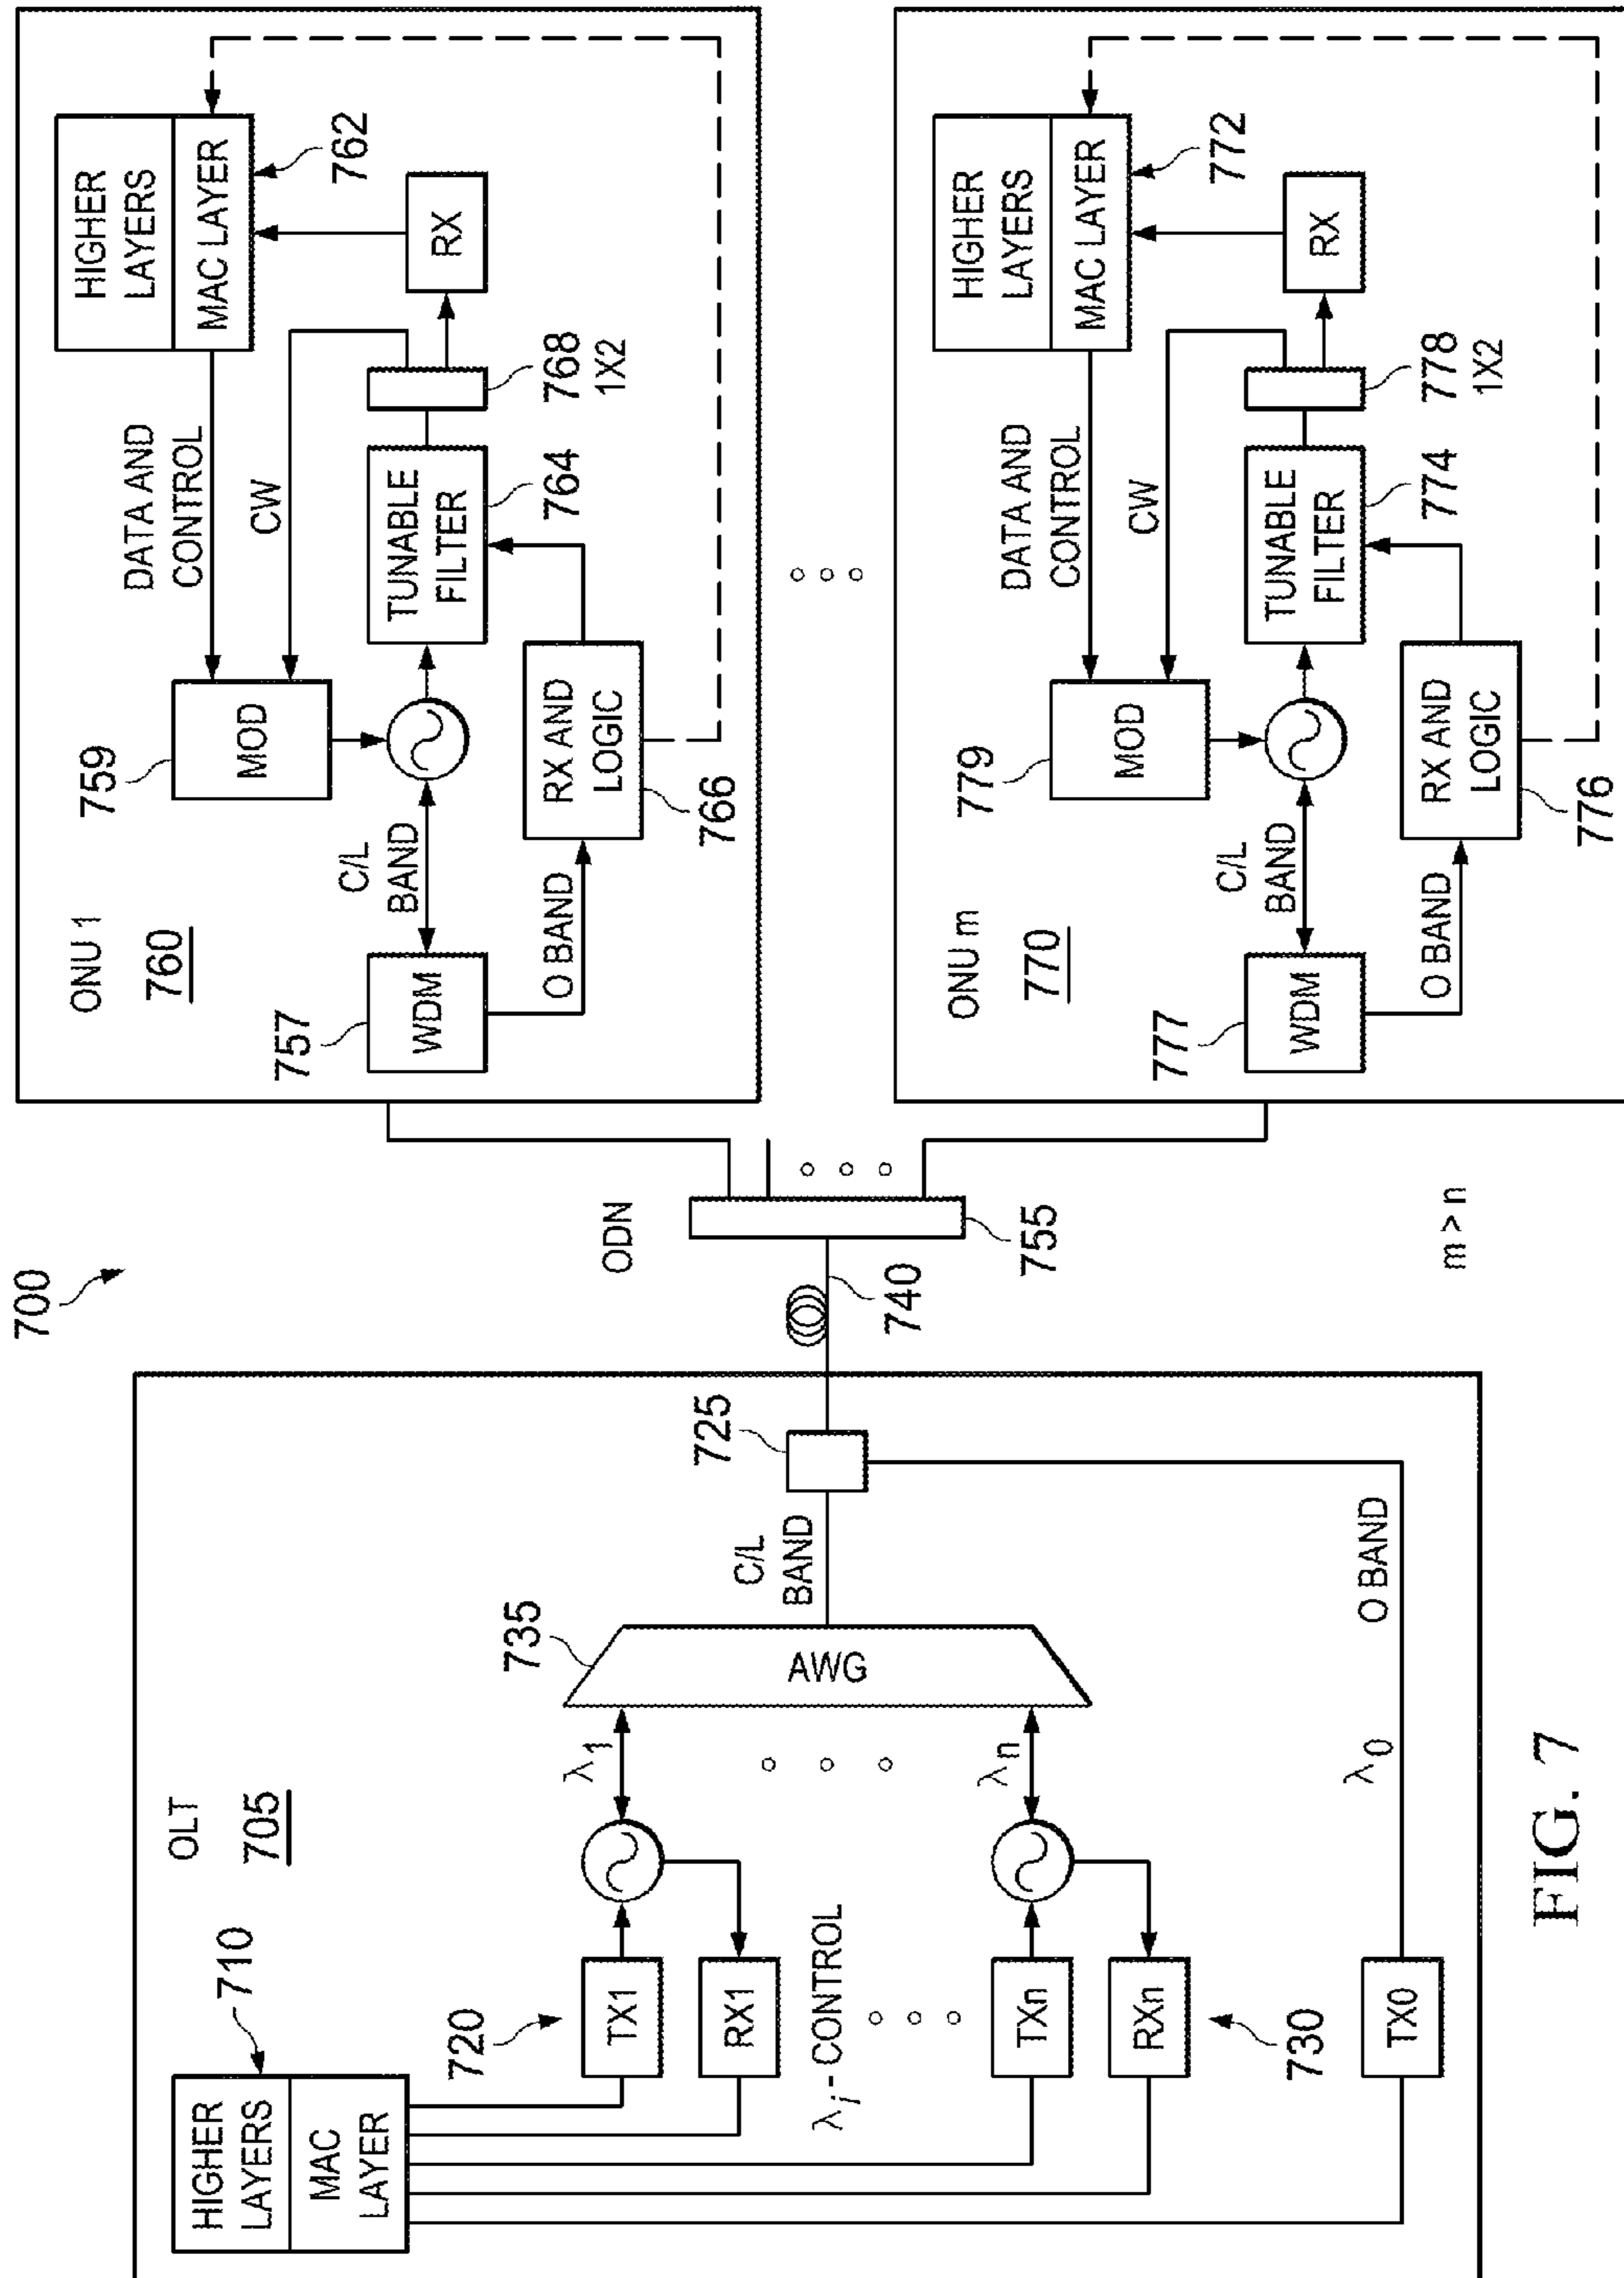 700
OLT
705
710
HIGHER
LAYERS
MAC
LAYER
720
TX1
RX1
λi - CONTROL
TXn
RXn
730
TX0
λ1
λn
λ0
735
AWG
C/L
BAND
O BAND
725
740
ODN
755
m > n
ONU 1
760
757
WDM
C/L
BAND
O BAND
759
MOD
RX AND
LOGIC
766
DATA AND
CONTROL
CW
TUNABLE
FILTER
764
768
1X2
HIGHER
LAYERS
MAC LAYER
762
RX
ONU m
770
777
WDM
C/L
BAND
O BAND
779
MOD
RX AND
LOGIC
776
DATA AND
CONTROL
CW
TUNABLE
FILTER
774
778
1X2
HIGHER
LAYERS
MAC LAYER
772
RX
FIG. 7